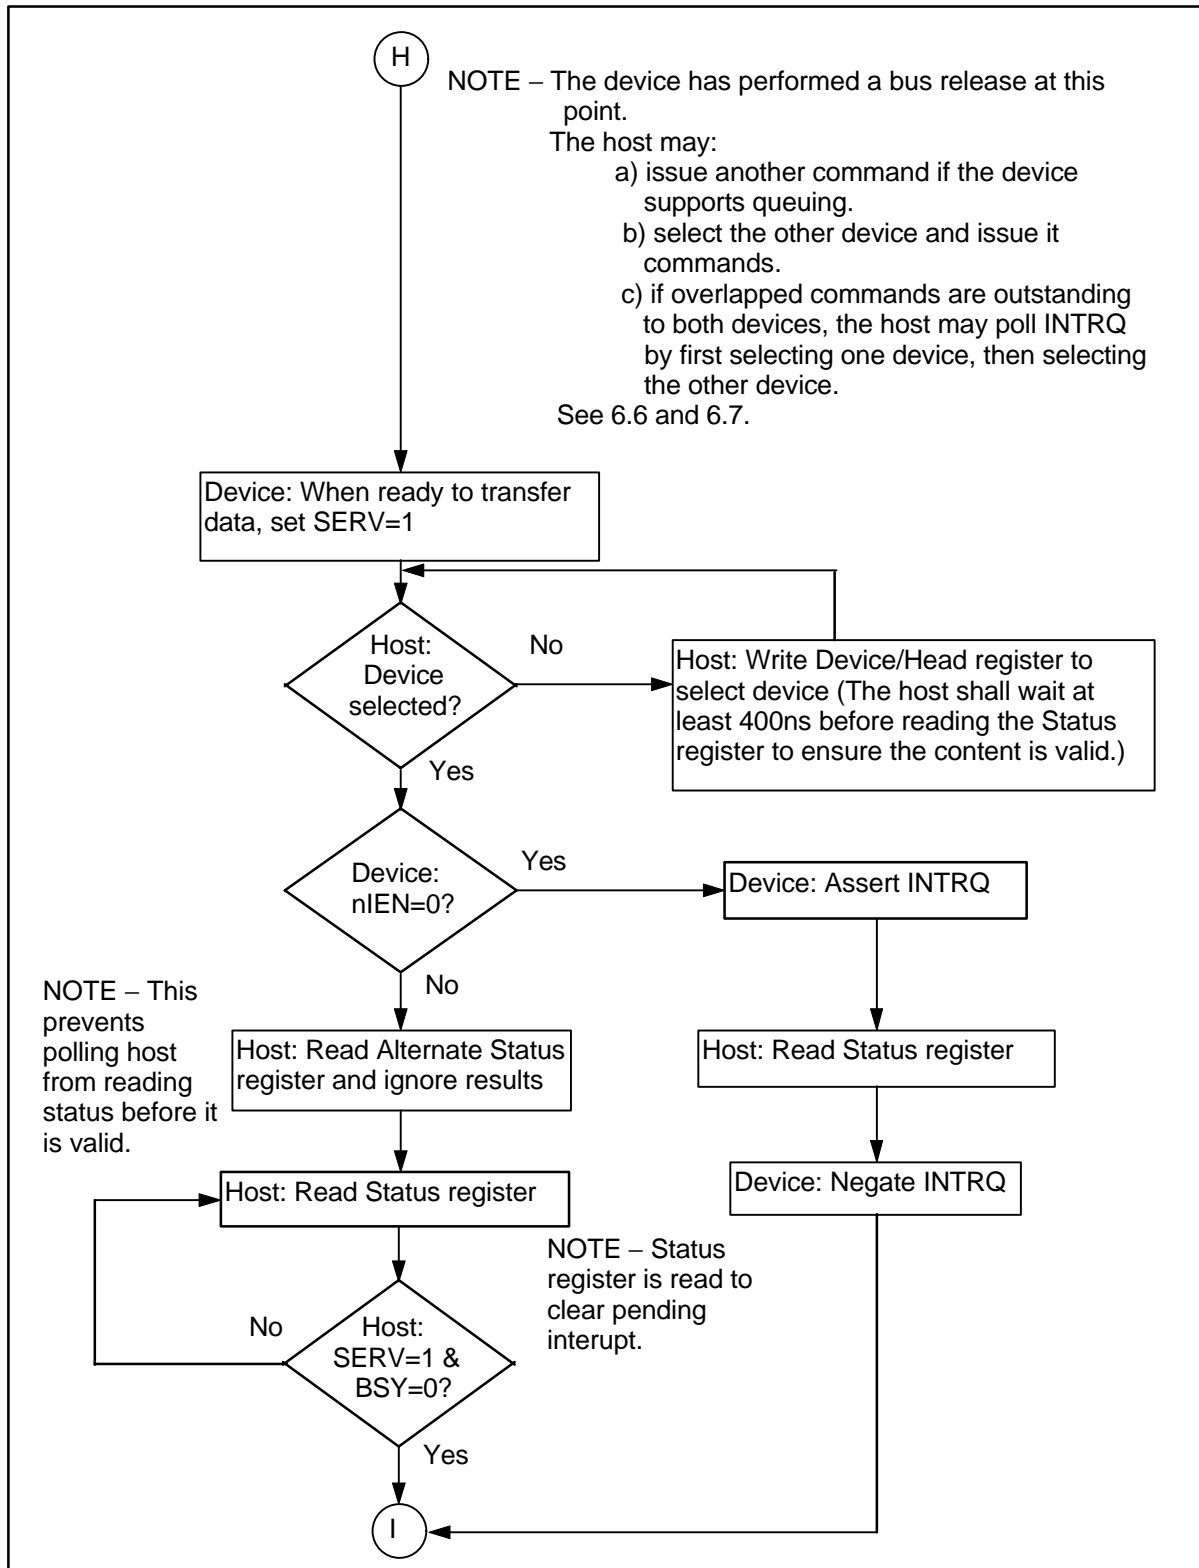 H
NOTE – The device has performed a bus release at this
point.
The host may:
a) issue another command if the device
supports queuing.
b) select the other device and issue it
commands.
c) if overlapped commands are outstanding
to both devices, the host may poll INTRQ
by first selecting one device, then selecting
the other device.
See 6.6 and 6.7.
Device: When ready to transfer
data, set SERV=1
Host:
Device
selected?
No
Host: Write Device/Head register to
select device (The host shall wait at
least 400ns before reading the Status
register to ensure the content is valid.)
Yes
Device:
nIEN=0?
Yes
Device: Assert INTRQ
No
NOTE – This
prevents
polling host
from reading
status before it
is valid.
Host: Read Alternate Status
register and ignore results
Host: Read Status register
Host: Read Status register
Device: Negate INTRQ
NOTE – Status
register is read to
clear pending
interupt.
No
Host:
SERV=1 &
BSY=0?
Yes
I